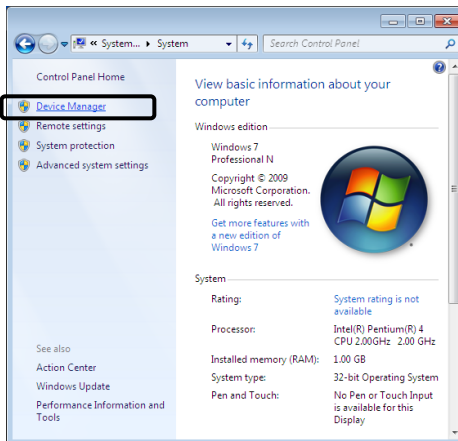 « System... ▸ System
Search Control Panel
Control Panel Home
Device Manager
Remote settings
System protection
Advanced system settings
See also
Action Center
Windows Update
Performance Information and
Tools
View basic information about your
computer
Windows edition
Windows 7
Professional N
Copyright © 2009
Microsoft Corporation.
All rights reserved.
Get more features with
a new edition of
Windows 7
System
Rating: System rating is not
available
Processor: Intel(R) Pentium(R) 4
CPU 2.00GHz 2.00 GHz
Installed memory (RAM): 1.00 GB
System type: 32-bit Operating System
Pen and Touch: No Pen or Touch Input
is available for this
Display